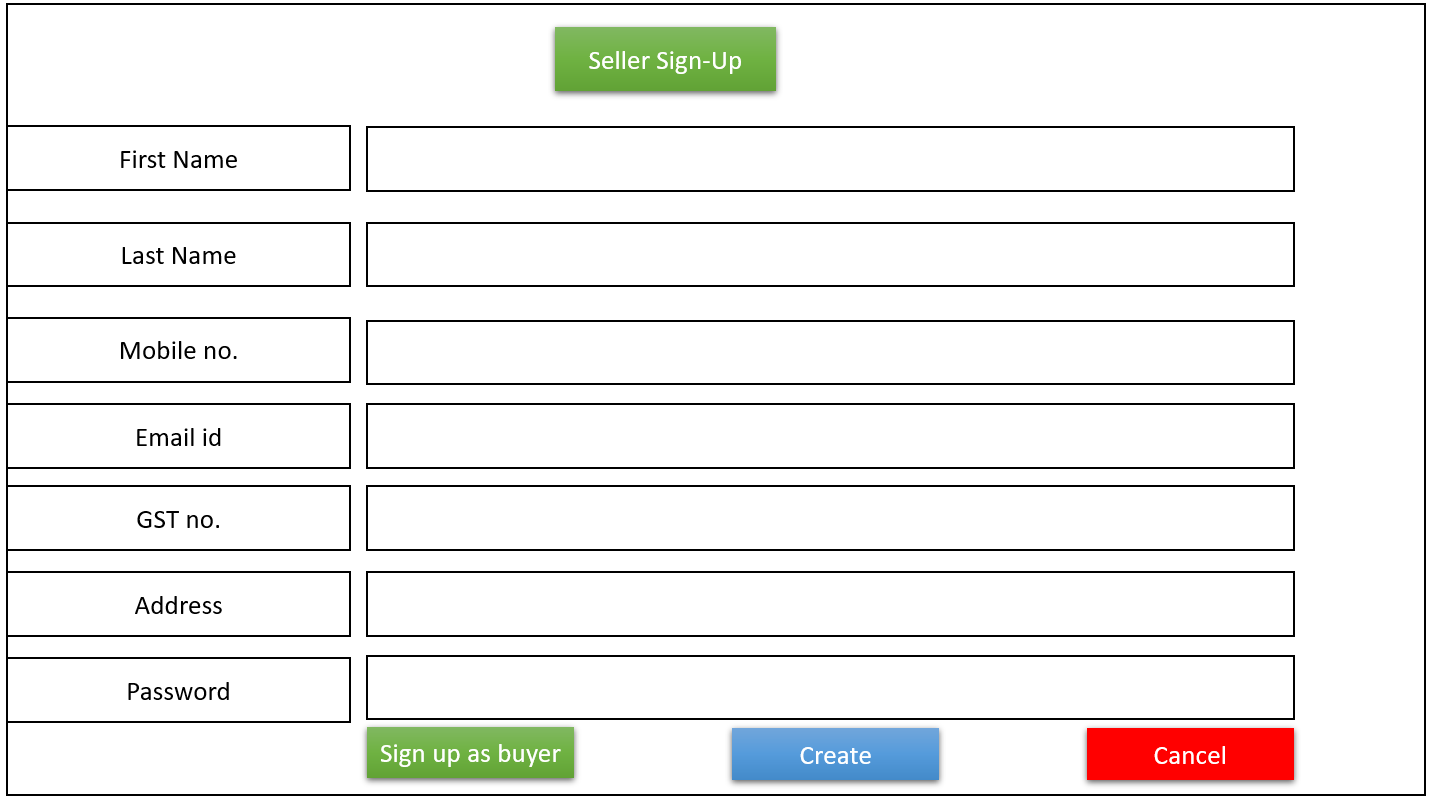 Seller Sign-Up
First Name
Last Name
Mobile no.
Email id
GST no.
Address
Password
Sign up as buyer
Create
Cancel